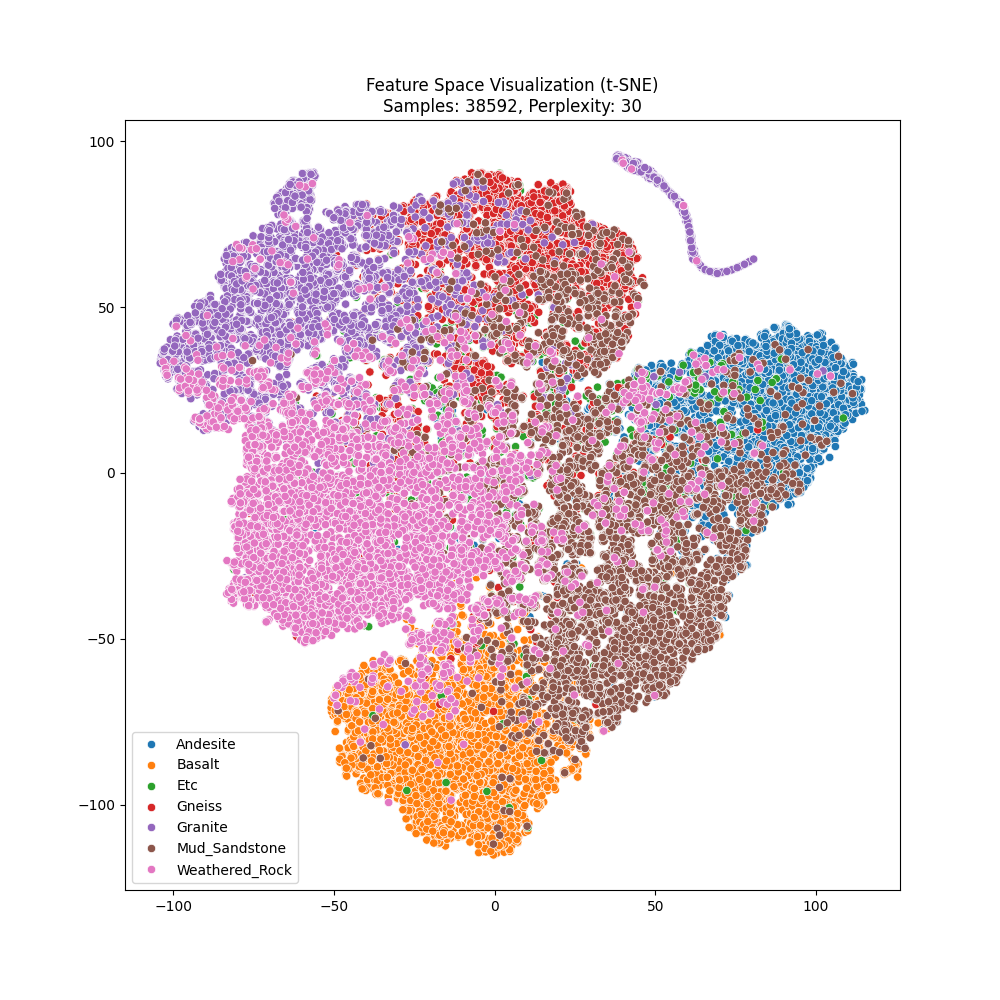 Feature Space Visualization (t-SNE)
Samples: 38592, Perplexity: 30
100
50
0
−50
−100
−100
−50
0
50
100
Andesite
Basalt
Etc
Gneiss
Granite
Mud_Sandstone
Weathered_Rock